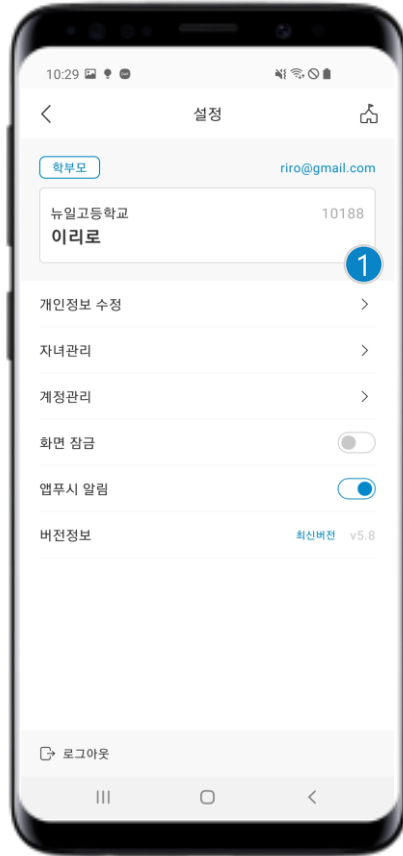 10:29
설정
학부모 riro@gmail.com
뉴일고등학교 10188
이리로
1
개인정보 수정
자녀관리
계정관리
화면 잠금
앱푸시 알림
버전정보 최신버전 v5.8
로그아웃